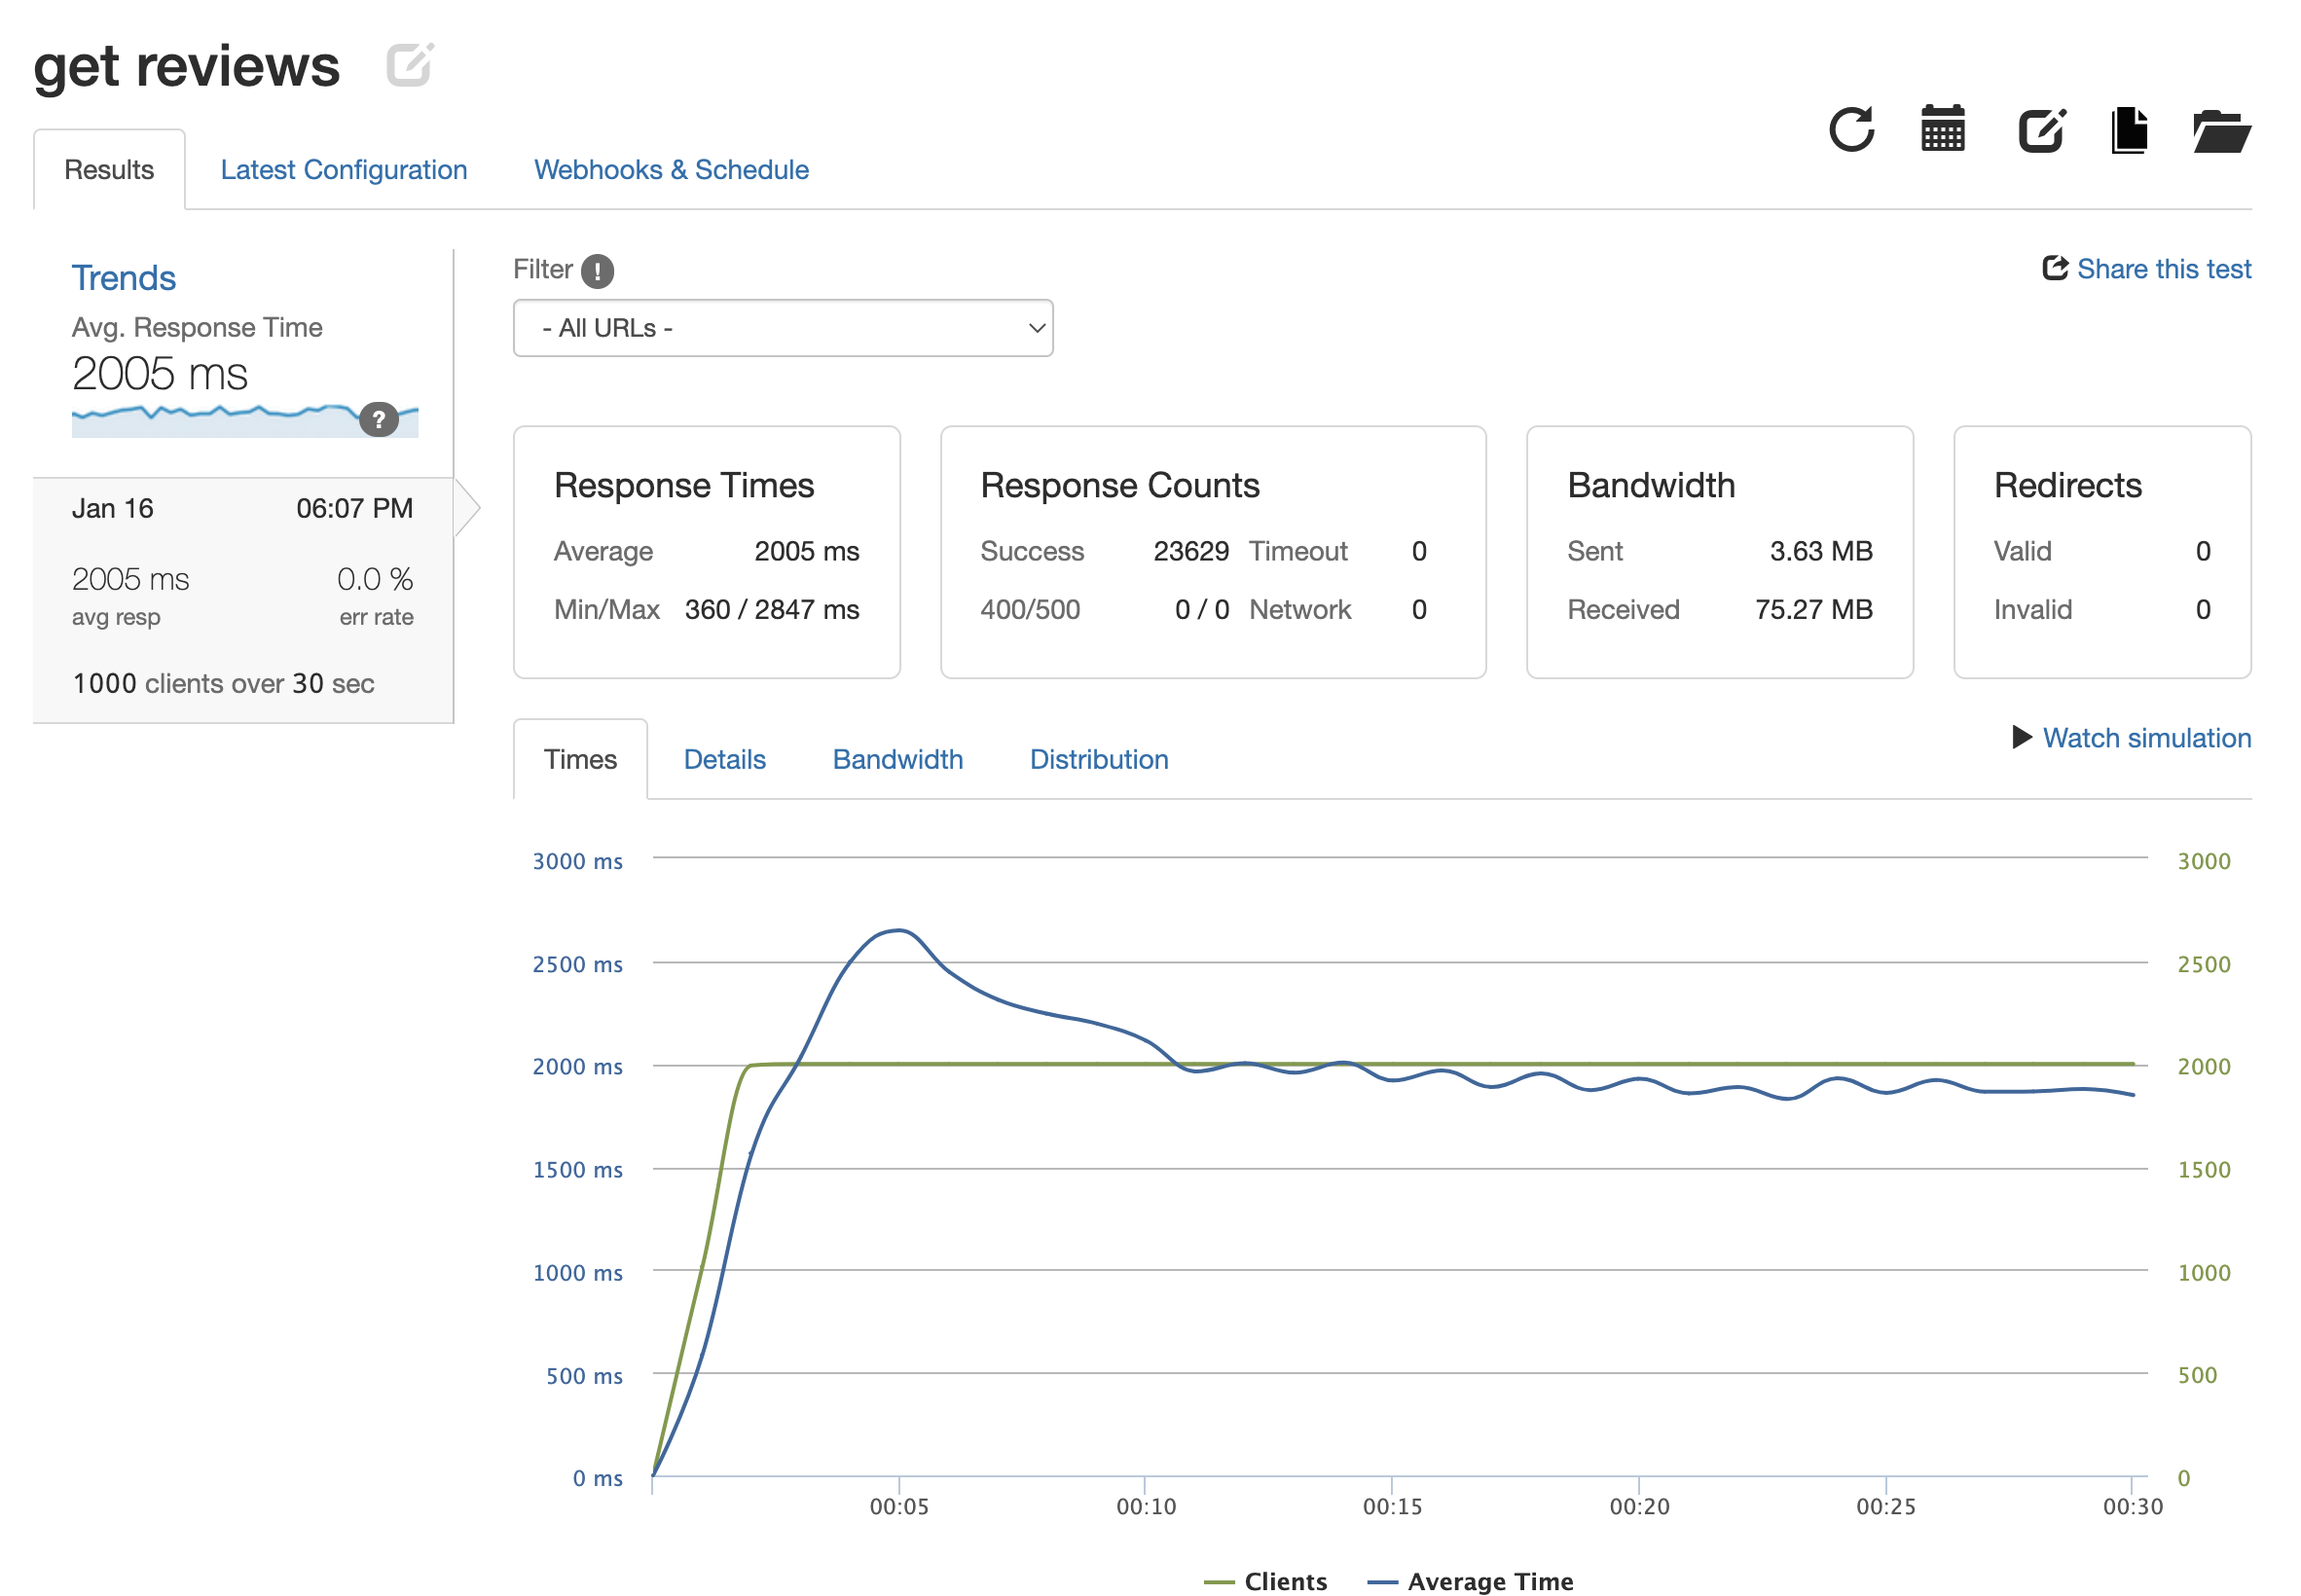 get reviews
Results Latest Configuration Webhooks & Schedule
Trends
Avg. Response Time
2005 ms
?
Jan 16 06:07 PM
2005 ms 0.0 %
avg resp err rate
1000 clients over 30 sec
Filter !
- All URLs -
Share this test
Response Times
Average 2005 ms
Min/Max 360 / 2847 ms
Response Counts
Success 23629 Timeout 0
400/500 0 / 0 Network 0
Bandwidth
Sent 3.63 MB
Received 75.27 MB
Redirects
Valid 0
Invalid 0
Times Details Bandwidth Distribution
Watch simulation
3000 ms 3000
2500 ms 2500
2000 ms 2000
1500 ms 1500
1000 ms 1000
500 ms 500
0 ms 0
00:05 00:10 00:15 00:20 00:25 00:30
Clients Average Time